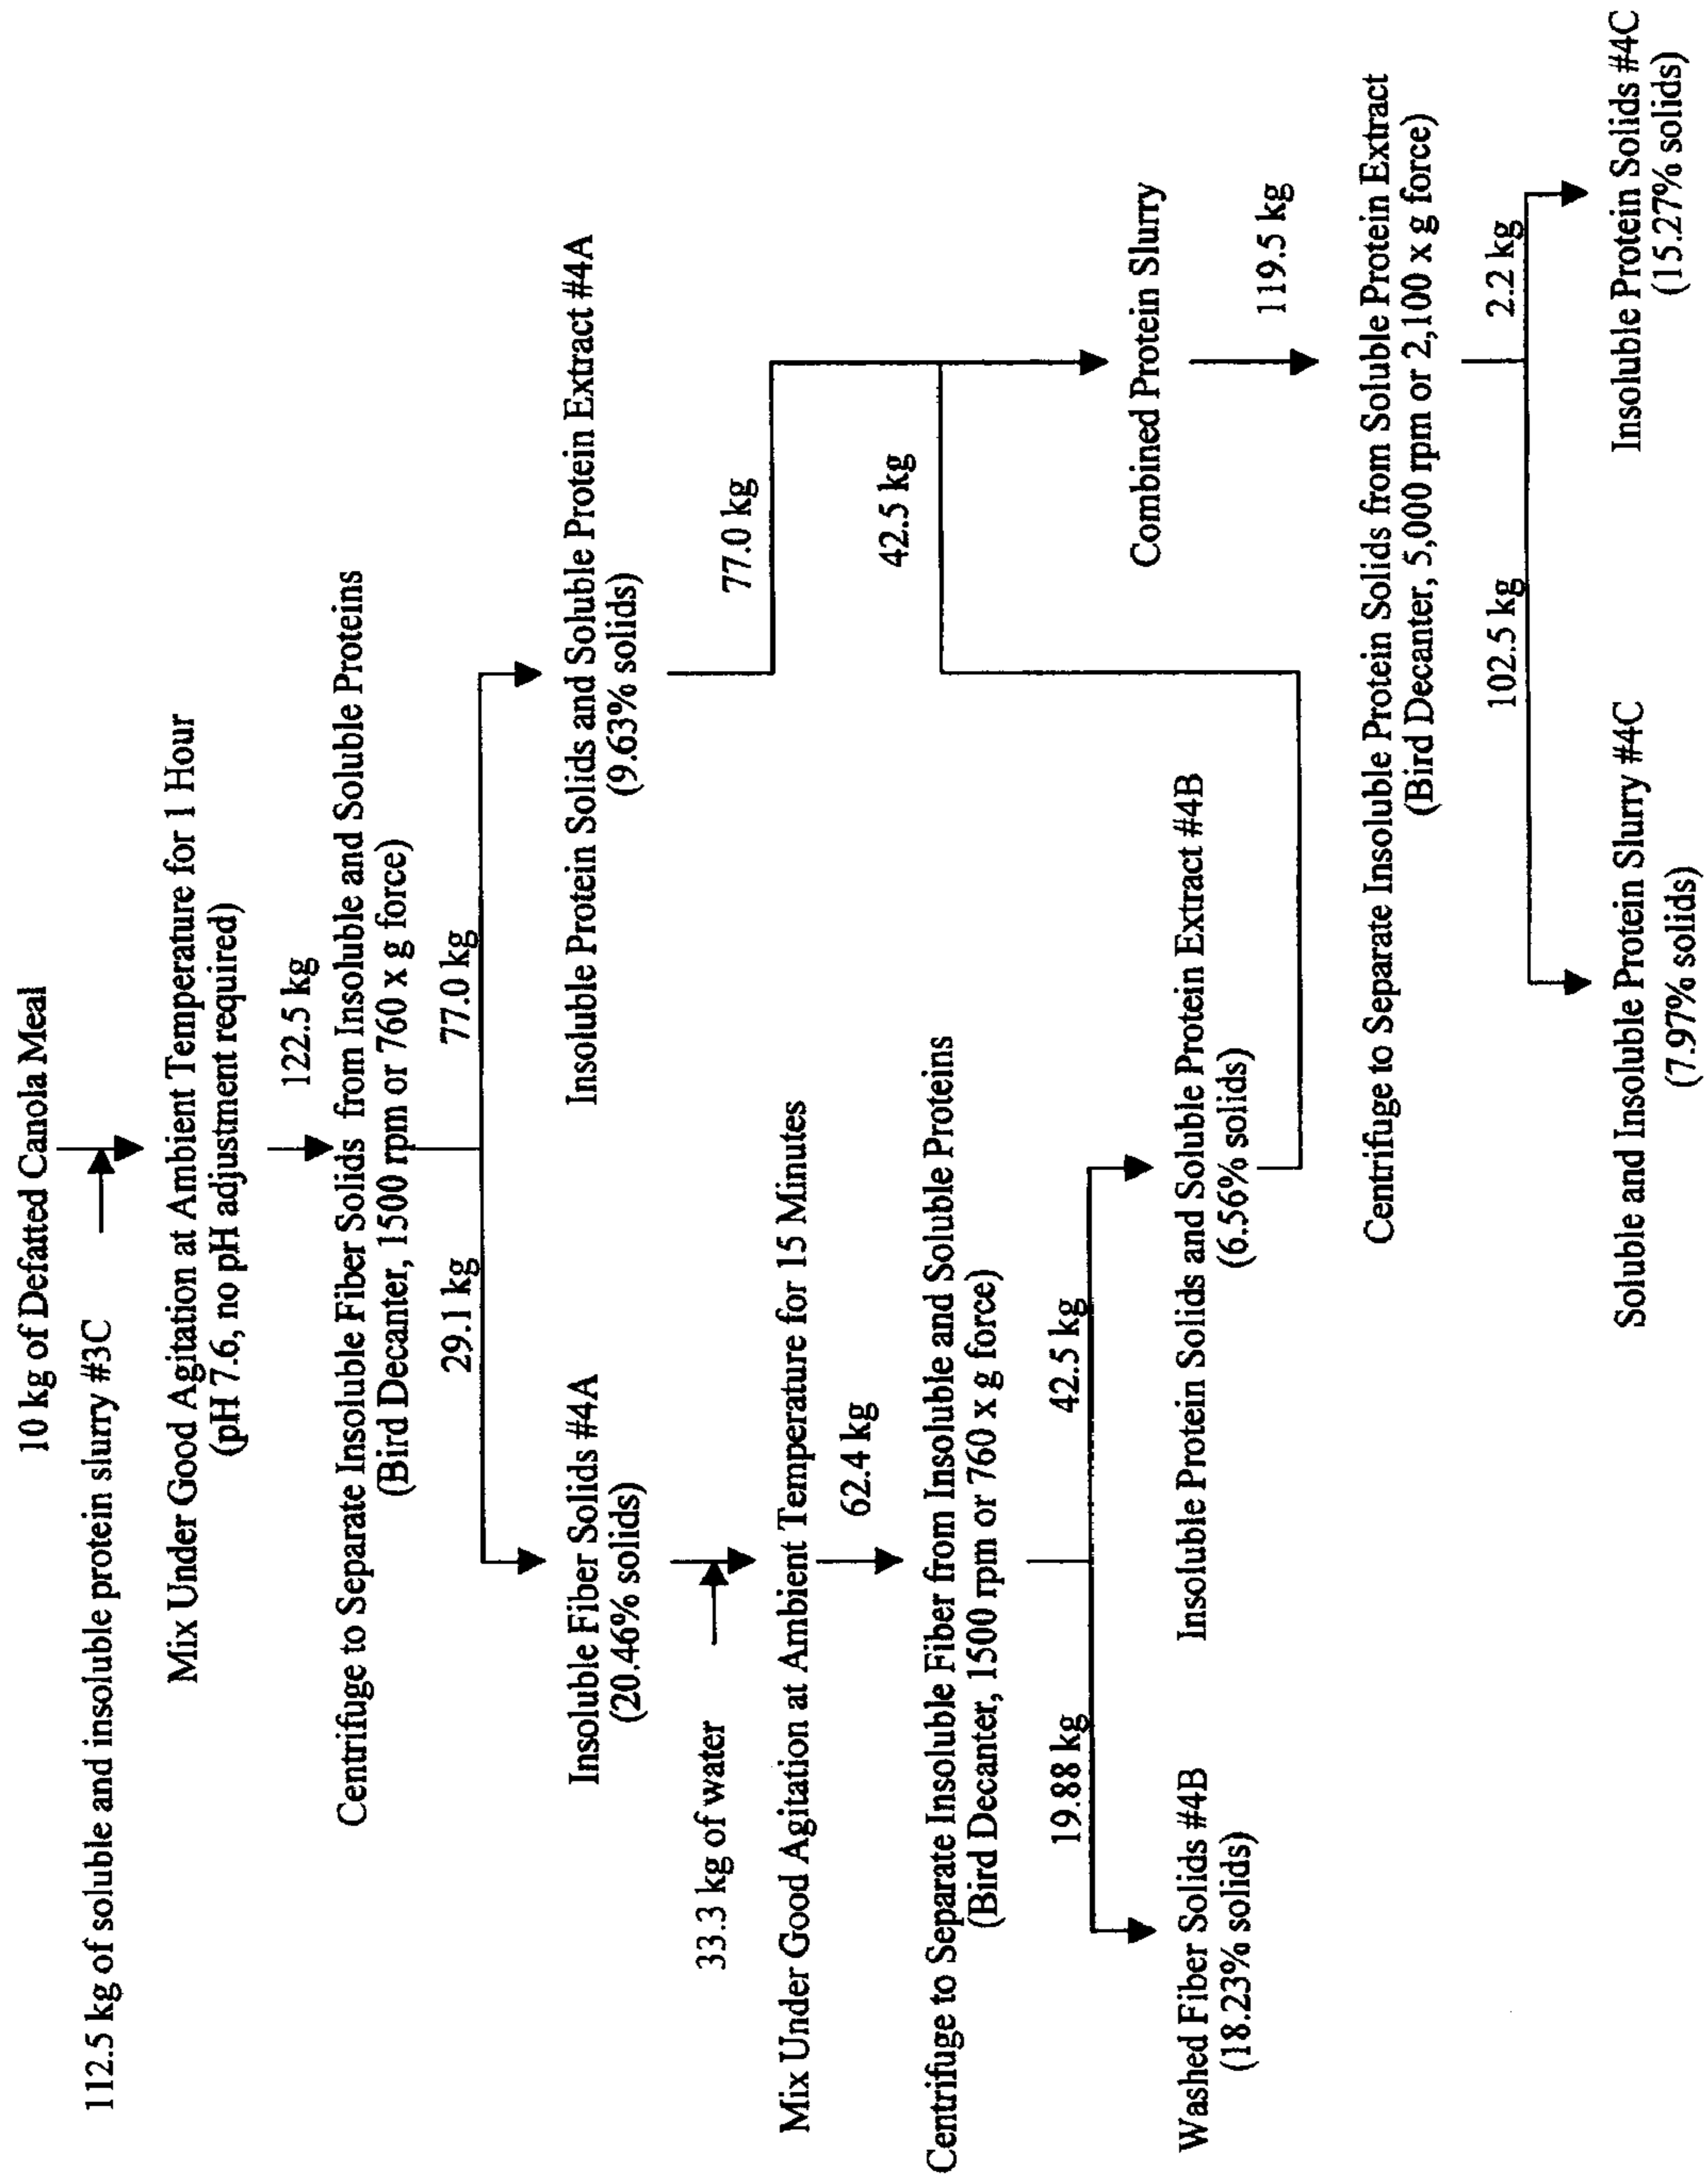 10 kg of Defatted Canola Meal
112.5 kg of soluble and insoluble protein slurry #3C
Mix Under Good Agitation at Ambient Temperature for 1 Hour
(pH 7.6, no pH adjustment required)
122.5 kg
Centrifuge to Separate Insoluble Fiber Solids from Insoluble and Soluble Proteins
(Bird Decanter, 1500 rpm or 760 x g force)
29.1 kg
77.0 kg
Insoluble Fiber Solids #4A
(20.46% solids)
Insoluble Protein Solids and Soluble Protein Extract #4A
(9.63% solids)
33.3 kg of water
Mix Under Good Agitation at Ambient Temperature for 15 Minutes
62.4 kg
77.0 kg
Centrifuge to Separate Insoluble Fiber from Insoluble and Soluble Proteins
(Bird Decanter, 1500 rpm or 760 x g force)
42.5 kg
19.88 kg
42.5 kg
Washed Fiber Solids #4B
(18.23% solids)
Insoluble Protein Solids and Soluble Protein Extract #4B
(6.56% solids)
Combined Protein Slurry
119.5 kg
Centrifuge to Separate Insoluble Protein Solids from Soluble Protein Extract
(Bird Decanter, 5,000 rpm or 2,100 x g force)
102.5 kg
2.2 kg
Soluble and Insoluble Protein Slurry #4C
(7.97% solids)
Insoluble Protein Solids #4C
(15.27% solids)